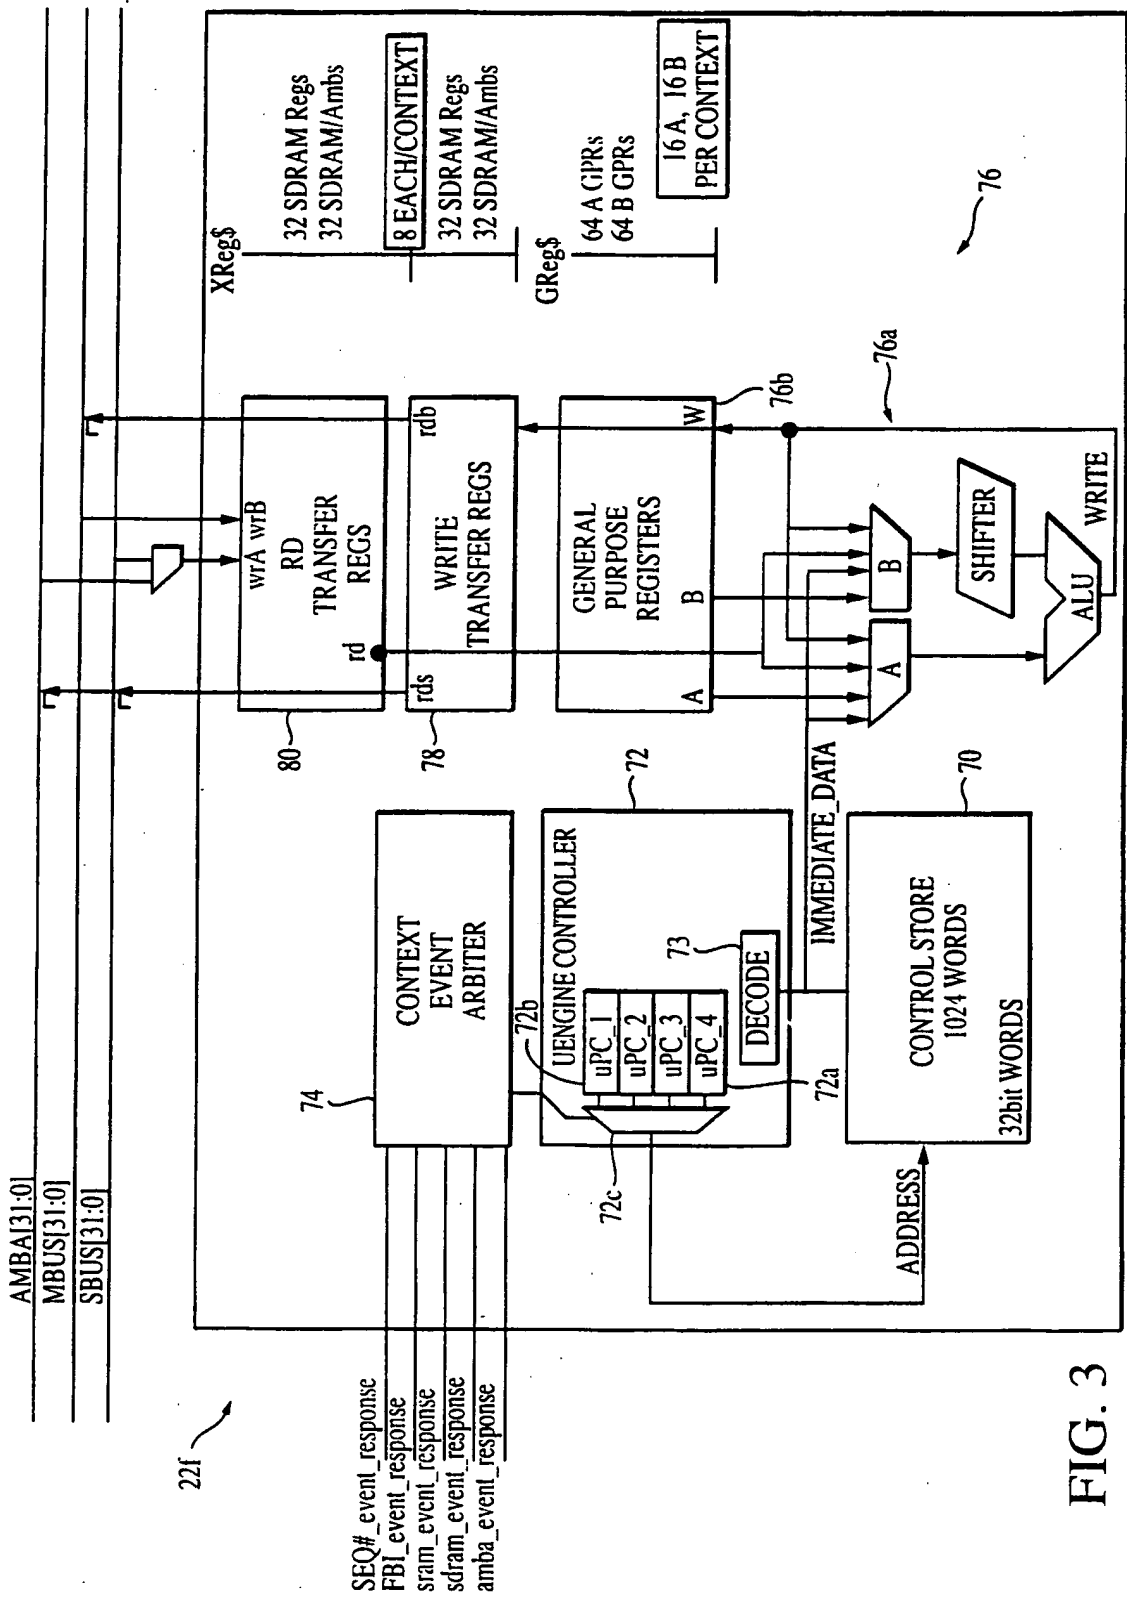 AMBA[31:0]
MBUS[31:0]
SBUS[31:0]
22f
SEQ#_event_response
FBI_event_response
sram_event_response
sdram_event_response
amba_event_response
74
CONTEXT
EVENT
ARBITER
72
UENGINE CONTROLLER
72b
uPC_1
uPC_2
uPC_3
uPC_4
72a
72c
73
DECODE
IMMEDIATE_DATA
70
CONTROL STORE
1024 WORDS
32bit WORDS
ADDRESS
80
wrA wrB
RD
TRANSFER
REGS
rd
78
rds
rdb
WRITE
TRANSFER REGS
GENERAL
PURPOSE
REGISTERS
A
B
W
76b
76a
A
B
SHIFTER
ALU
WRITE
XReg$
32 SDRAM Regs
32 SDRAM/Ambs
8 EACH/CONTEXT
32 SDRAM Regs
32 SDRAM/Ambs
GReg$
64 A GPRs
64 B GPRs
16 A, 16 B
PER CONTEXT
76
FIG. 3